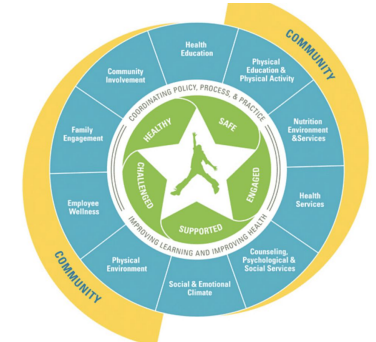 COMMUNITY
Health
Education
Physical
Education &
Physical Activity
Nutrition
Environment
&Services
Health
Services
Counseling,
Psychological &
Social Services
Social & Emotional
Climate
Physical
Environment
Employee
Wellness
Family
Engagement
Community
Involvement
COMMUNITY
COORDINATING POLICY, PROCESS, & PRACTICE
IMPROVING LEARNING AND IMPROVING HEALTH
HEALTHY
SAFE
ENGAGED
SUPPORTED
CHALLENGED